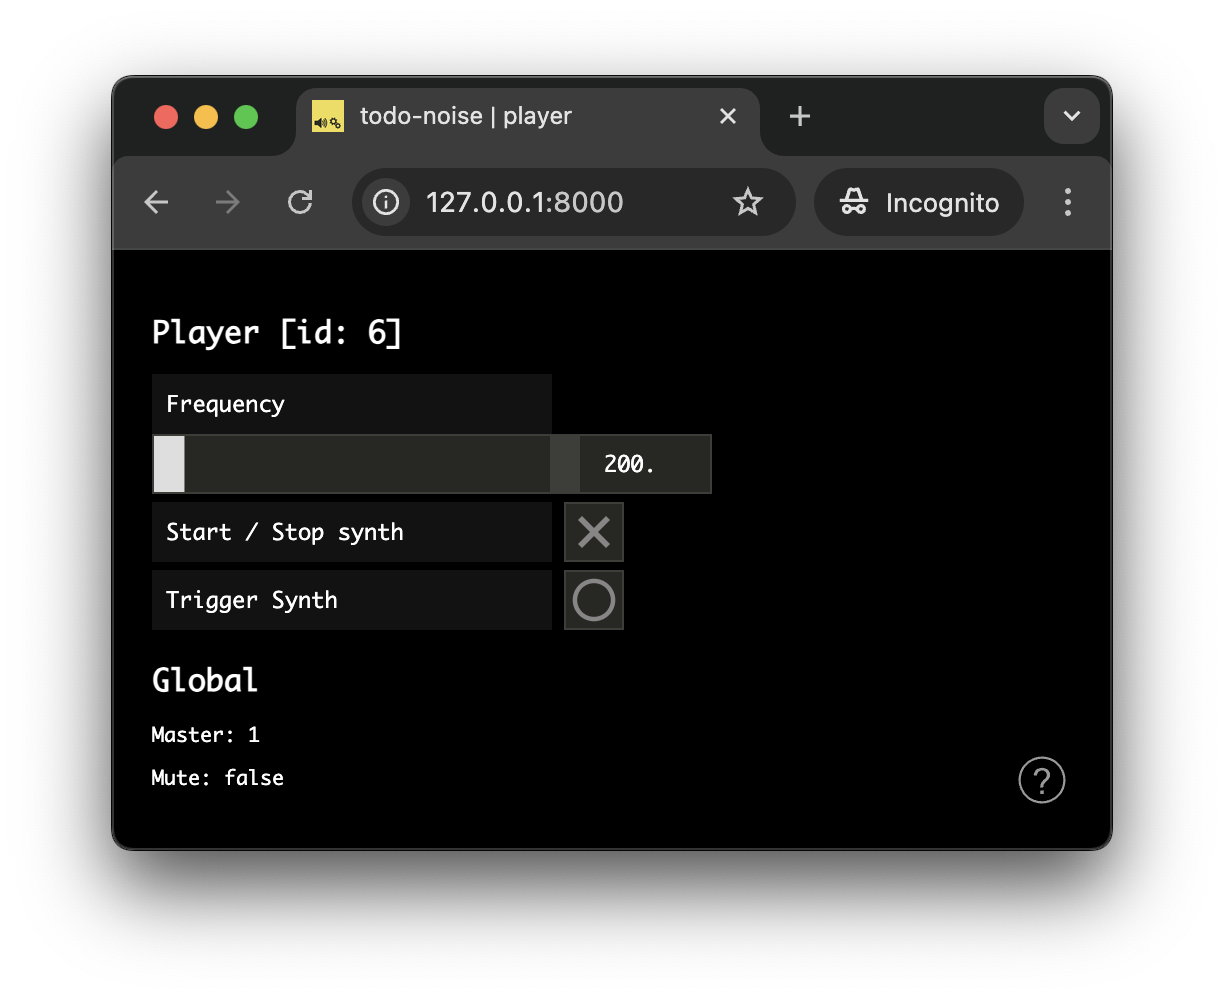 todo-noise | player
127.0.0.1:8000
Incognito
Player [id: 6]
Frequency
200.
Start / Stop synth
Trigger Synth
Global
Master: 1
Mute: false
?